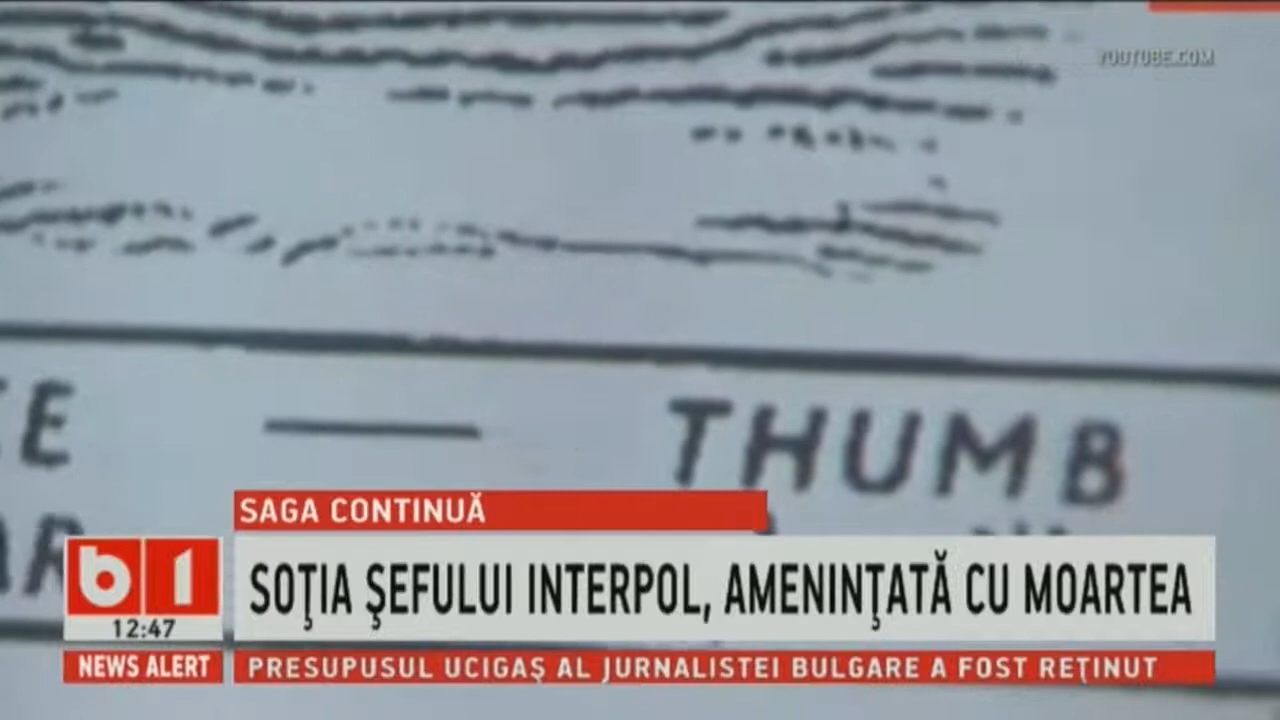 YOUTUBE.COM
THUMB
SAGA CONTINUĂ
b 1
SOŢIA ŞEFULUI INTERPOL, AMENINŢATĂ CU MOARTEA
12:47
NEWS ALERT
PRESUPUSUL UCIGAŞ AL JURNALISTEI BULGARE A FOST REŢINUT